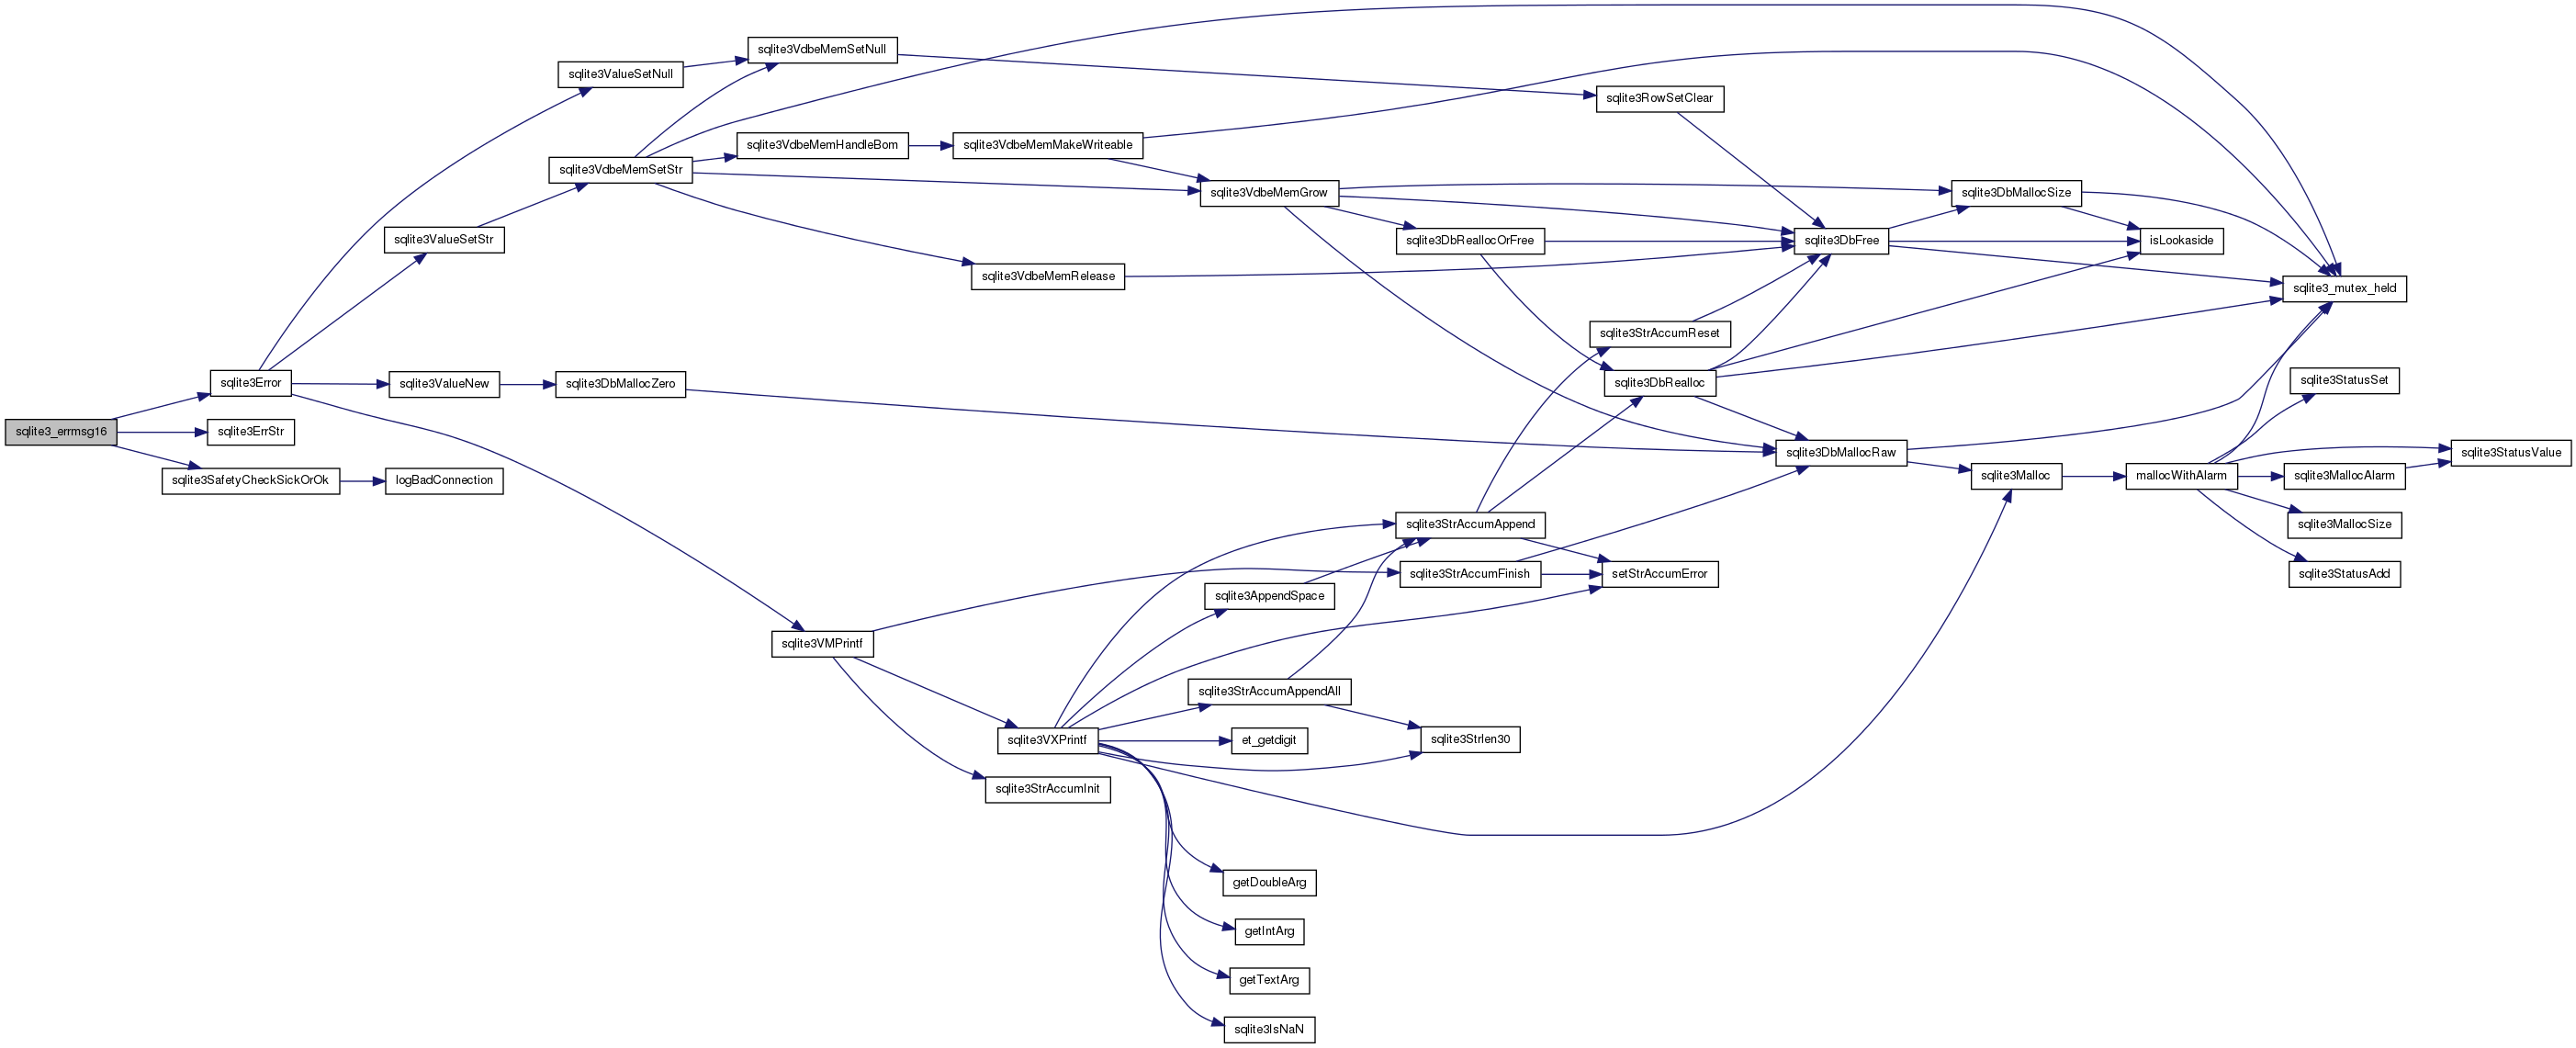 sqlite3VdbeMemSetNull
sqlite3ValueSetNull
sqlite3RowSetClear
sqlite3VdbeMemHandleBom
sqlite3VdbeMemMakeWriteable
sqlite3VdbeMemSetStr
sqlite3VdbeMemGrow
sqlite3DbMallocSize
sqlite3ValueSetStr
sqlite3DbReallocOrFree
sqlite3DbFree
isLookaside
sqlite3VdbeMemRelease
sqlite3_mutex_held
sqlite3StrAccumReset
sqlite3Error
sqlite3ValueNew
sqlite3DbMallocZero
sqlite3DbRealloc
sqlite3StatusSet
sqlite3_errmsg16
sqlite3ErrStr
sqlite3DbMallocRaw
sqlite3StatusValue
sqlite3SafetyCheckSickOrOk
logBadConnection
sqlite3Malloc
mallocWithAlarm
sqlite3MallocAlarm
sqlite3StrAccumAppend
sqlite3MallocSize
sqlite3StrAccumFinish
setStrAccumError
sqlite3StatusAdd
sqlite3AppendSpace
sqlite3VMPrintf
sqlite3StrAccumAppendAll
sqlite3VXPrintf
et_getdigit
sqlite3Strlen30
sqlite3StrAccumInit
getDoubleArg
getIntArg
getTextArg
sqlite3IsNaN